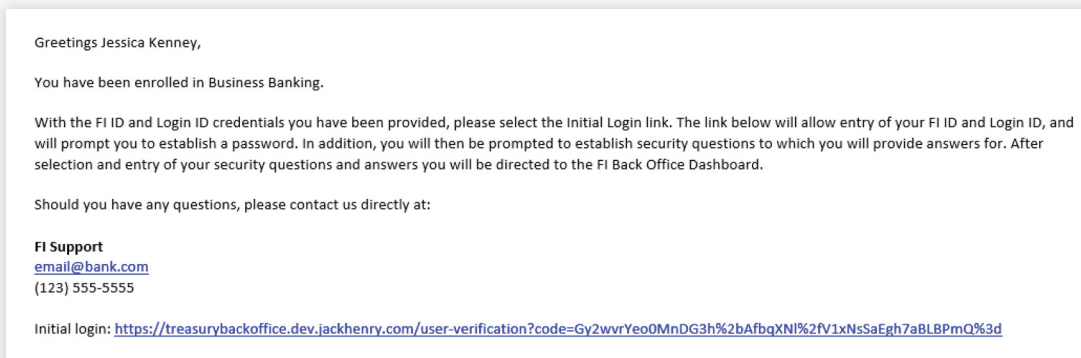 Greetings Jessica Kenney,
You have been enrolled in Business Banking.
With the FI ID and Login ID credentials you have been provided, please select the Initial Login link. The link below will allow entry of your FI ID and Login ID, and
will prompt you to establish a password. In addition, you will then be prompted to establish security questions to which you will provide answers for. After
selection and entry of your security questions and answers you will be directed to the FI Back Office Dashboard.
Should you have any questions, please contact us directly at:
FI Support
email@bank.com
(123) 555-5555
Initial login: https://treasurybackoffice.dev.jackhenry.com/user-verification?code=Gy2wvrYeo0MnDG3h%2bAfbqXNl%2fV1xNsSaEgh7aBLBPmQ%3d